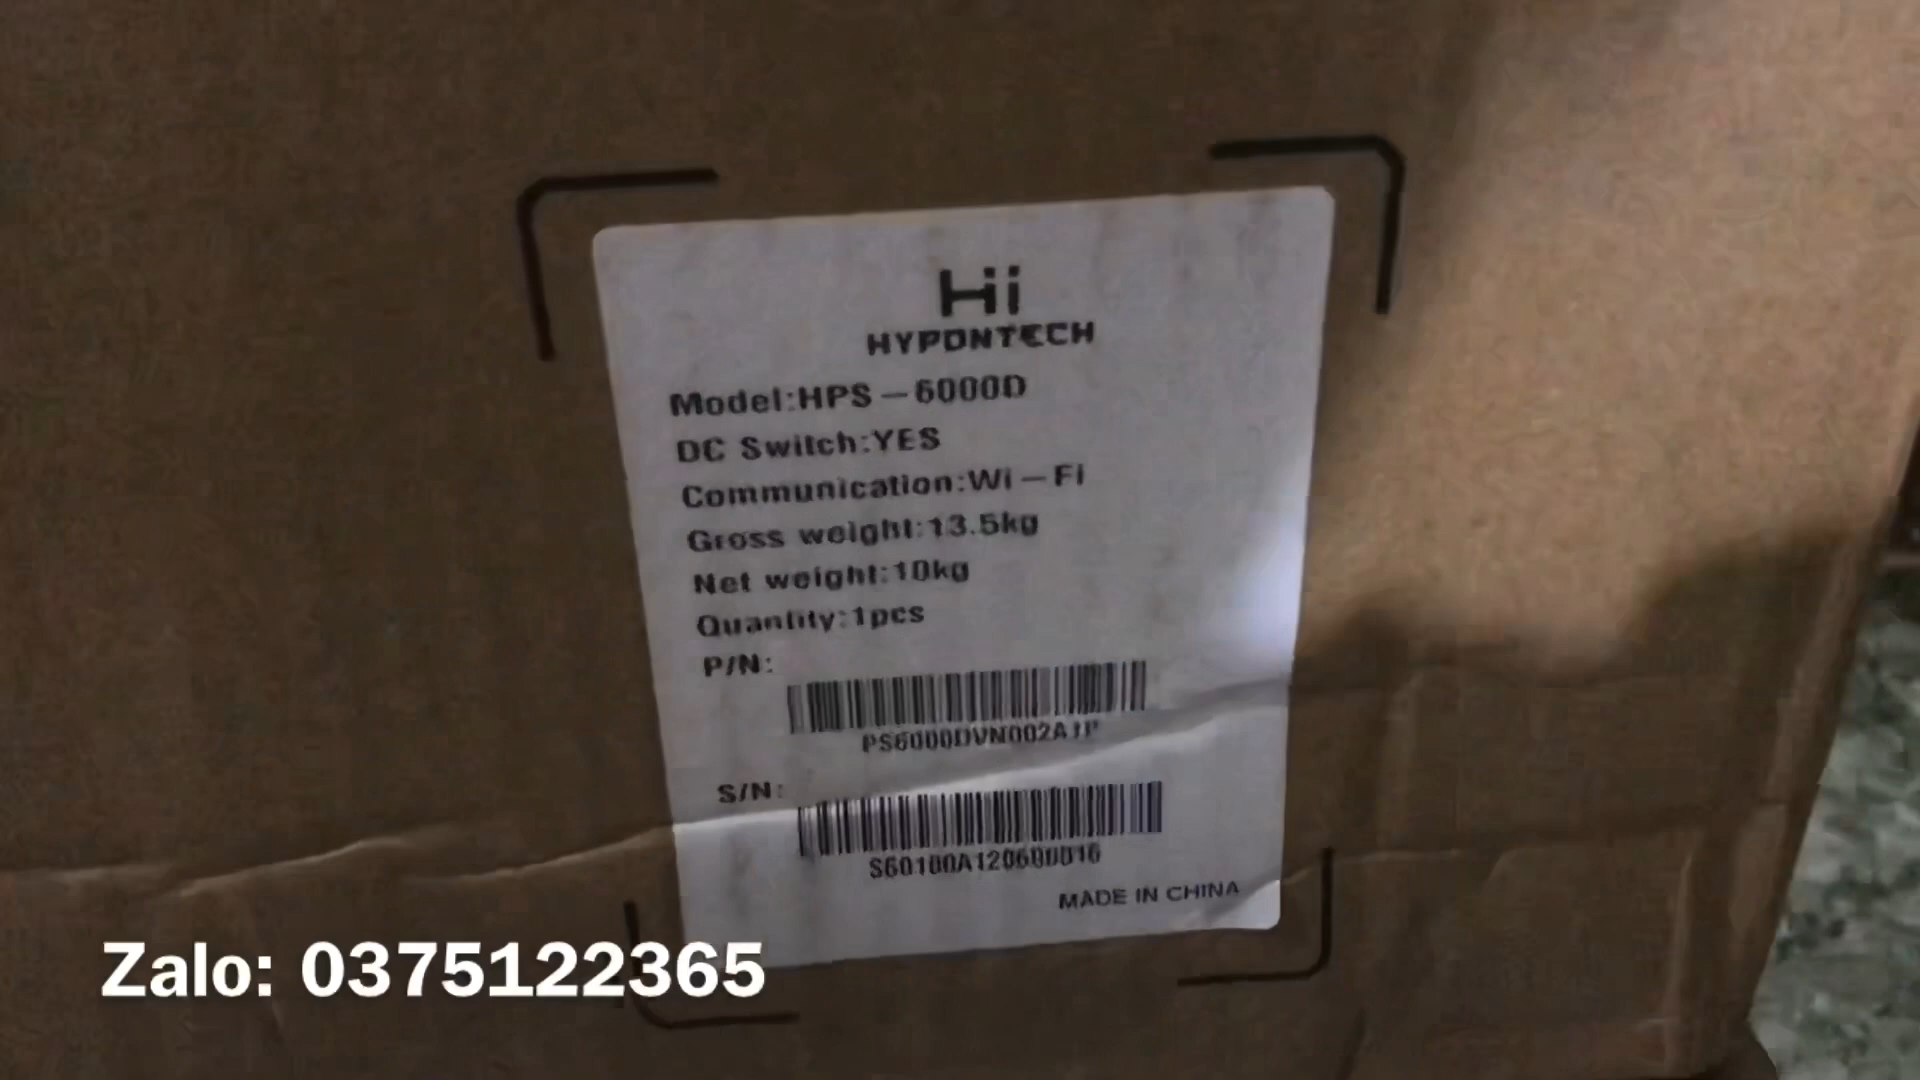 Hi
HYPONTECH
Model:HPS-6000D
DC Switch:YES
Communication:Wi-Fi
Gross weight:13.5kg
Net weight:10kg
Quantity:1pcs
P/N:
PS6000DVN002A1P
S/N:
MADE IN CHINA
Zalo: 0375122365